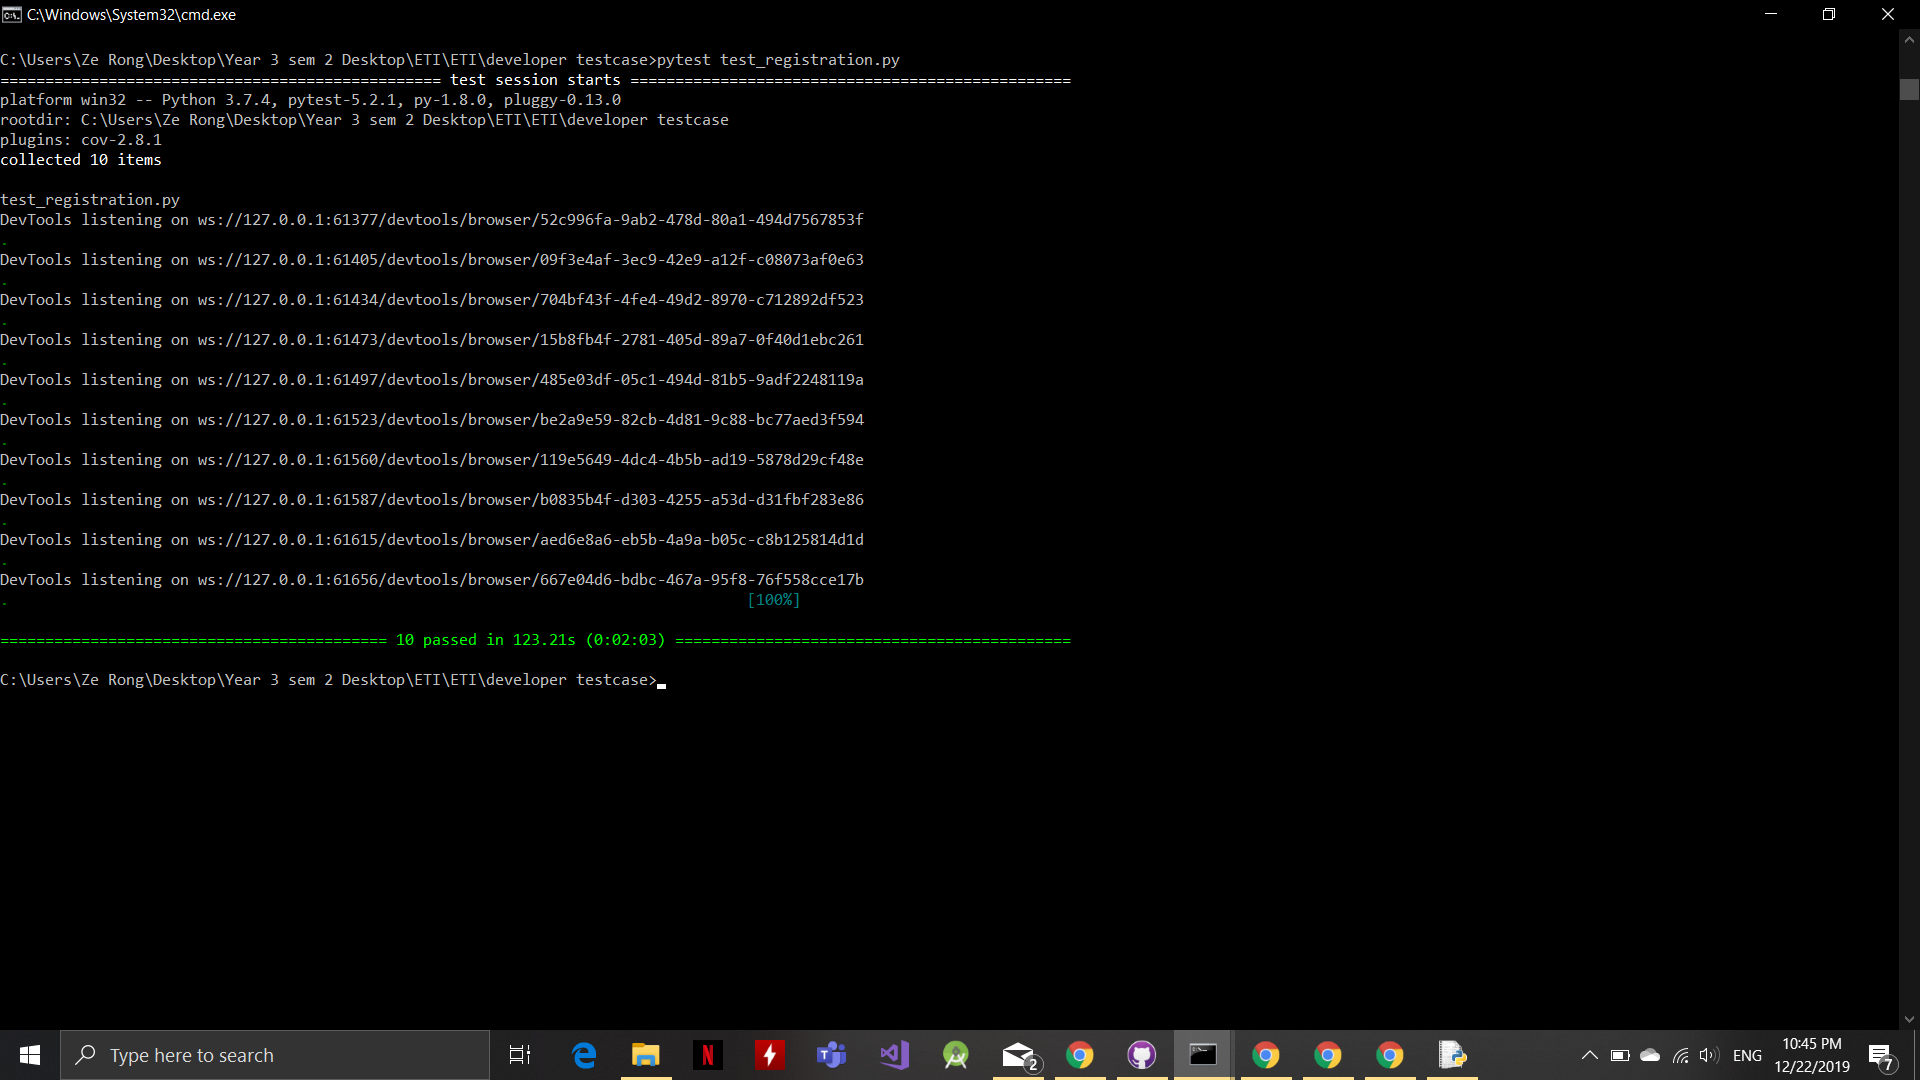 C:\Windows\System32\cmd.exe
C:\Users\Ze Rong\Desktop\Year 3 sem 2 Desktop\ETI\ETI\developer testcase>pytest test_registration.py
================================================= test session starts =================================================
platform win32 -- Python 3.7.4, pytest-5.2.1, py-1.8.0, pluggy-0.13.0
rootdir: C:\Users\Ze Rong\Desktop\Year 3 sem 2 Desktop\ETI\ETI\developer testcase
plugins: cov-2.8.1
collected 10 items
test_registration.py
DevTools listening on ws://127.0.0.1:61377/devtools/browser/52c996fa-9ab2-478d-80a1-494d7567853f
.
DevTools listening on ws://127.0.0.1:61405/devtools/browser/09f3e4af-3ec9-42e9-a12f-c08073af0e63
.
DevTools listening on ws://127.0.0.1:61434/devtools/browser/704bf43f-4fe4-49d2-8970-c712892df523
.
DevTools listening on ws://127.0.0.1:61473/devtools/browser/15b8fb4f-2781-405d-89a7-0f40d1ebc261
.
DevTools listening on ws://127.0.0.1:61497/devtools/browser/485e03df-05c1-494d-81b5-9adf2248119a
.
DevTools listening on ws://127.0.0.1:61523/devtools/browser/be2a9e59-82cb-4d81-9c88-bc77aed3f594
.
DevTools listening on ws://127.0.0.1:61560/devtools/browser/119e5649-4dc4-4b5b-ad19-5878d29cf48e
.
DevTools listening on ws://127.0.0.1:61587/devtools/browser/b0835b4f-d303-4255-a53d-d31fbf283e86
.
DevTools listening on ws://127.0.0.1:61615/devtools/browser/aed6e8a6-eb5b-4a9a-b05c-c8b125814d1d
.
DevTools listening on ws://127.0.0.1:61656/devtools/browser/667e04d6-bdbc-467a-95f8-76f558cce17b
. [100%]
=========================================== 10 passed in 123.21s (0:02:03) ============================================
C:\Users\Ze Rong\Desktop\Year 3 sem 2 Desktop\ETI\ETI\developer testcase>
Type here to search
2
ENG
10:45 PM
12/22/2019
7